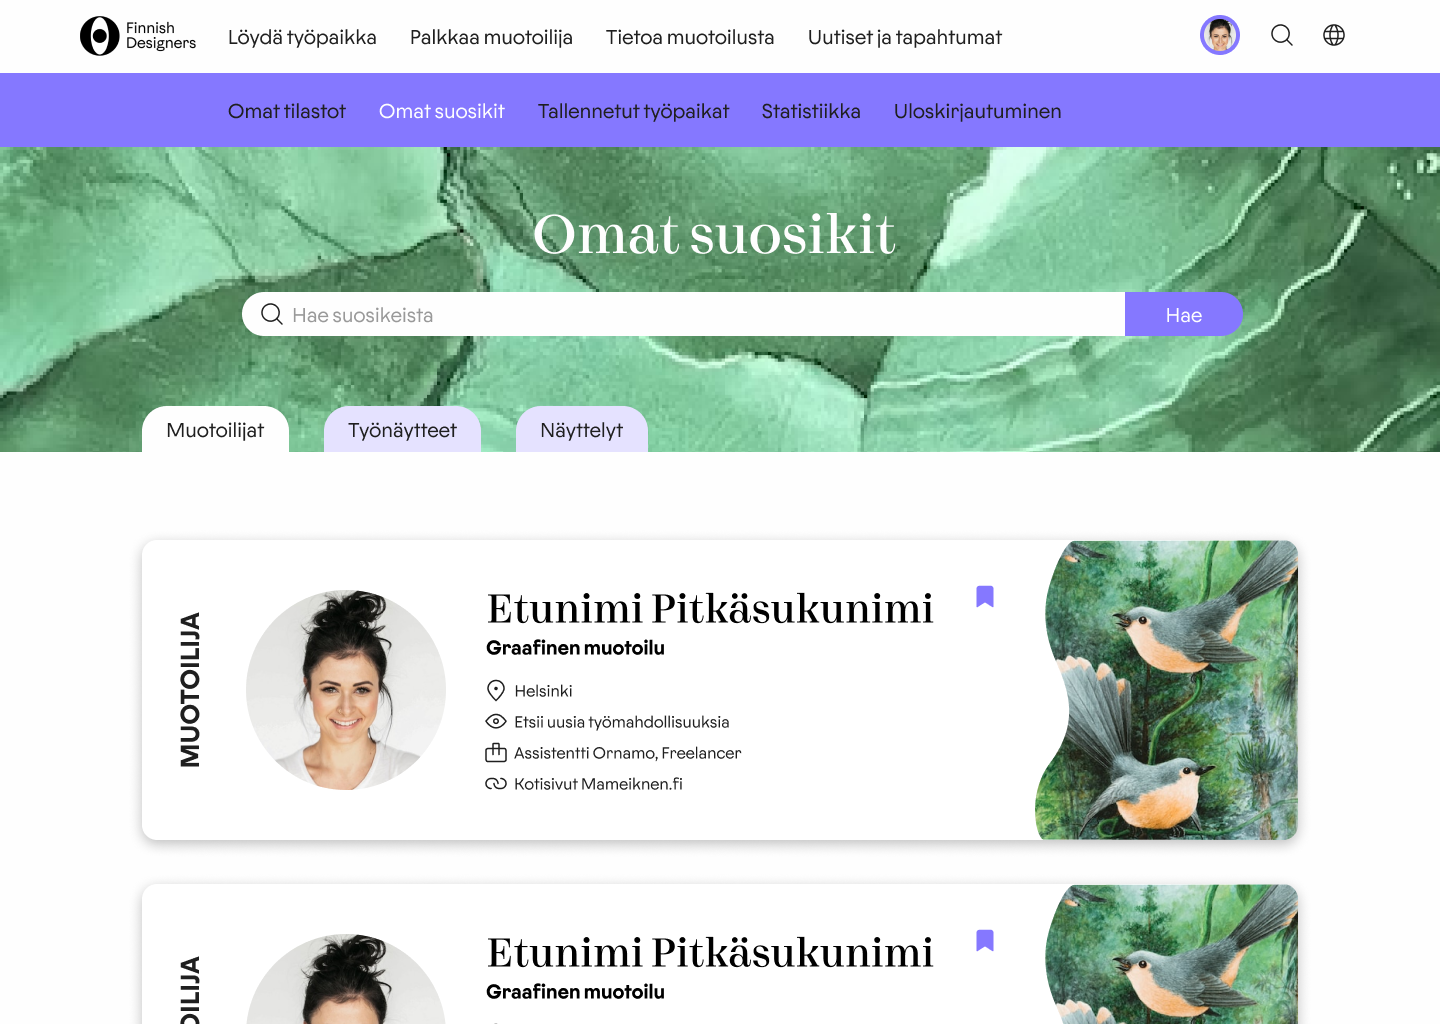 Finnish
Designers
Löydä työpaikka
Palkkaa muotoilija
Tietoa muotoilusta
Uutiset ja tapahtumat
Omat tilastot
Omat suosikit
Tallennetut työpaikat
Statistiikka
Uloskirjautuminen
Omat suosikit
Hae suosikeista
Hae
Muotoilijat
Työnäytteet
Näyttelyt
MUOTOILIJA
Etunimi Pitkäsukunimi
Graafinen muotoilu
Helsinki
Etsii uusia työmahdollisuuksia
Assistentti Ornamo, Freelancer
Kotisivut Mameiknen.fi
OILIJA
Etunimi Pitkäsukunimi
Graafinen muotoilu